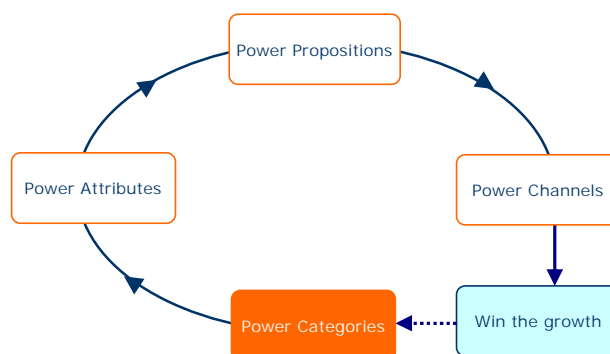 Power Propositions
Power Attributes
Power Channels
Power Categories
Win the growth